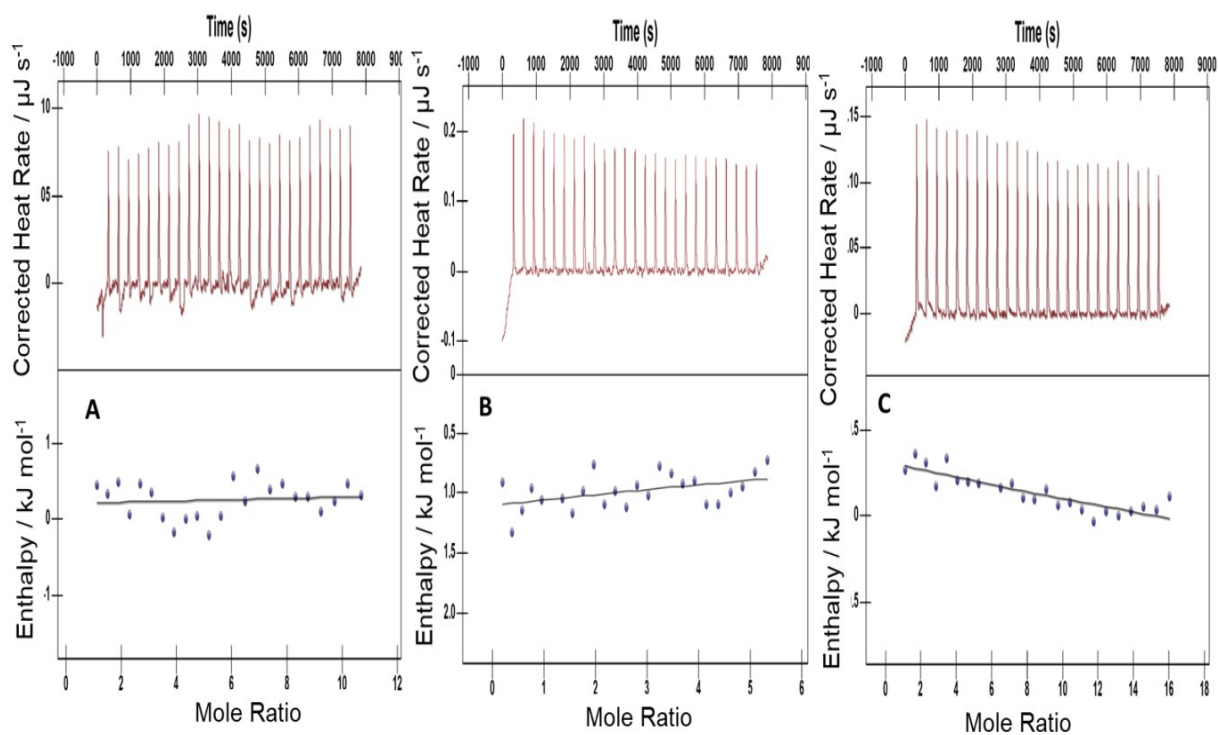 Time (s)
-1000 0 1000 2000 3000 4000 5000 6000 7000 8000 900
Corrected Heat Rate / µJ s⁻¹
10
05
0
A
Enthalpy / kJ mol⁻¹
1
0
-1
0 2 4 6 8 10 12
Mole Ratio
Time (s)
-1000 0 1000 2000 3000 4000 5000 6000 7000 8000 900
Corrected Heat Rate / µJ s⁻¹
0.2
0.1
0
-0.1
0
B
Enthalpy / kJ mol⁻¹
0.5
1.0
1.5
2.0
0 1 2 3 4 5 6
Mole Ratio
Time (s)
-1000 0 1000 2000 3000 4000 5000 6000 7000 8000 9000
Corrected Heat Rate / µJ s⁻¹
.15
0.10
.05
0
C
Enthalpy / kJ mol⁻¹
0.5
0
0.5
0 2 4 6 8 10 12 14 16 18
Mole Ratio